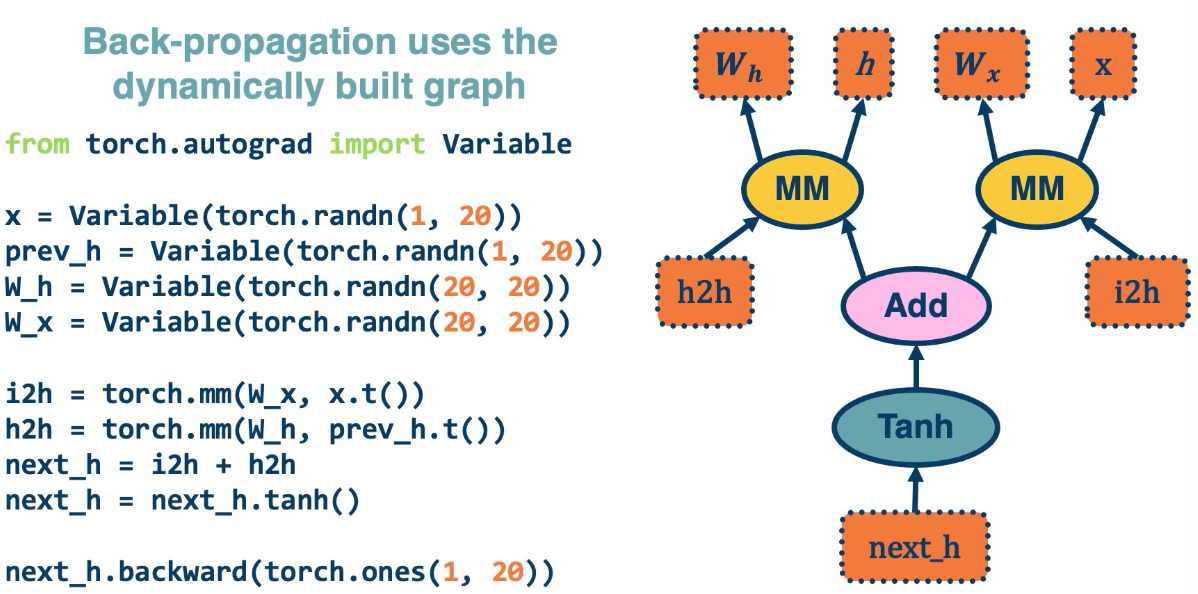 Back-propagation uses the
dynamically built graph
from torch.autograd import Variable
x = Variable(torch.randn(1, 20))
prev_h = Variable(torch.randn(1, 20))
W_h = Variable(torch.randn(20, 20))
W_x = Variable(torch.randn(20, 20))
i2h = torch.mm(W_x, x.t())
h2h = torch.mm(W_h, prev_h.t())
next_h = i2h + h2h
next_h = next_h.tanh()
next_h.backward(torch.ones(1, 20))
W_h h W_x x
MM MM
h2h Add i2h
Tanh
next_h